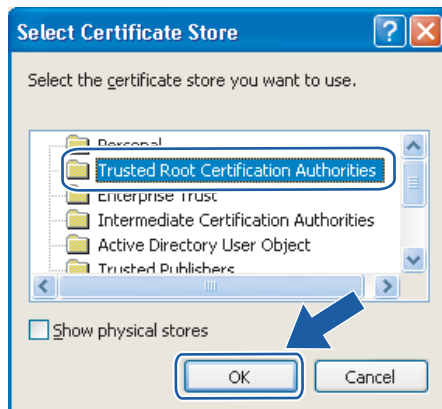 Select Certificate Store
Select the certificate store you want to use.
Personal
Trusted Root Certification Authorities
Enterprise Trust
Intermediate Certification Authorities
Active Directory User Object
Trusted Publishers
Show physical stores
OK
Cancel